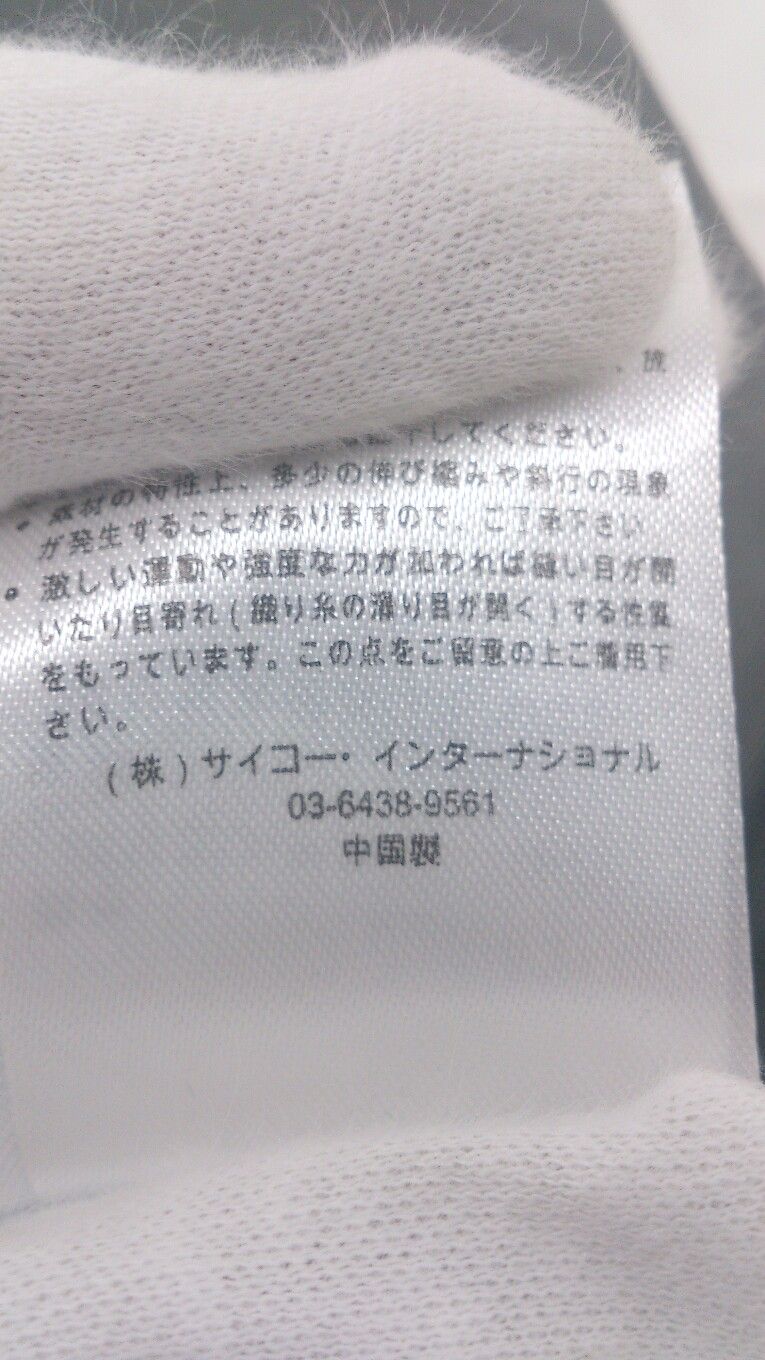 してください。
・素材の特性上、多少の伸び縮みや斜行の現象
が発生することがありますので、ご了承下さい
。激しい運動や強度な力が加われば縫い目が開
いたり目寄れ(織り糸の滑り目が開く)する性質
をもっています。この点をご留意の上ご着用下
さい。
(株)サイコー・インターナショナル
03-6438-9561
中国製